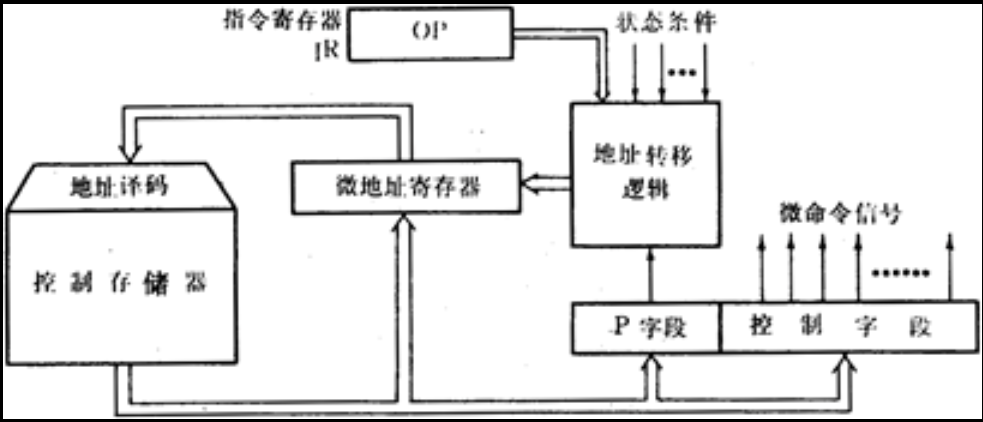 指令寄存器
IR
OP
状态条件
地址转移
逻辑
地址译码
微地址寄存器
微命令信号
控制存储器
P字段
控制字段